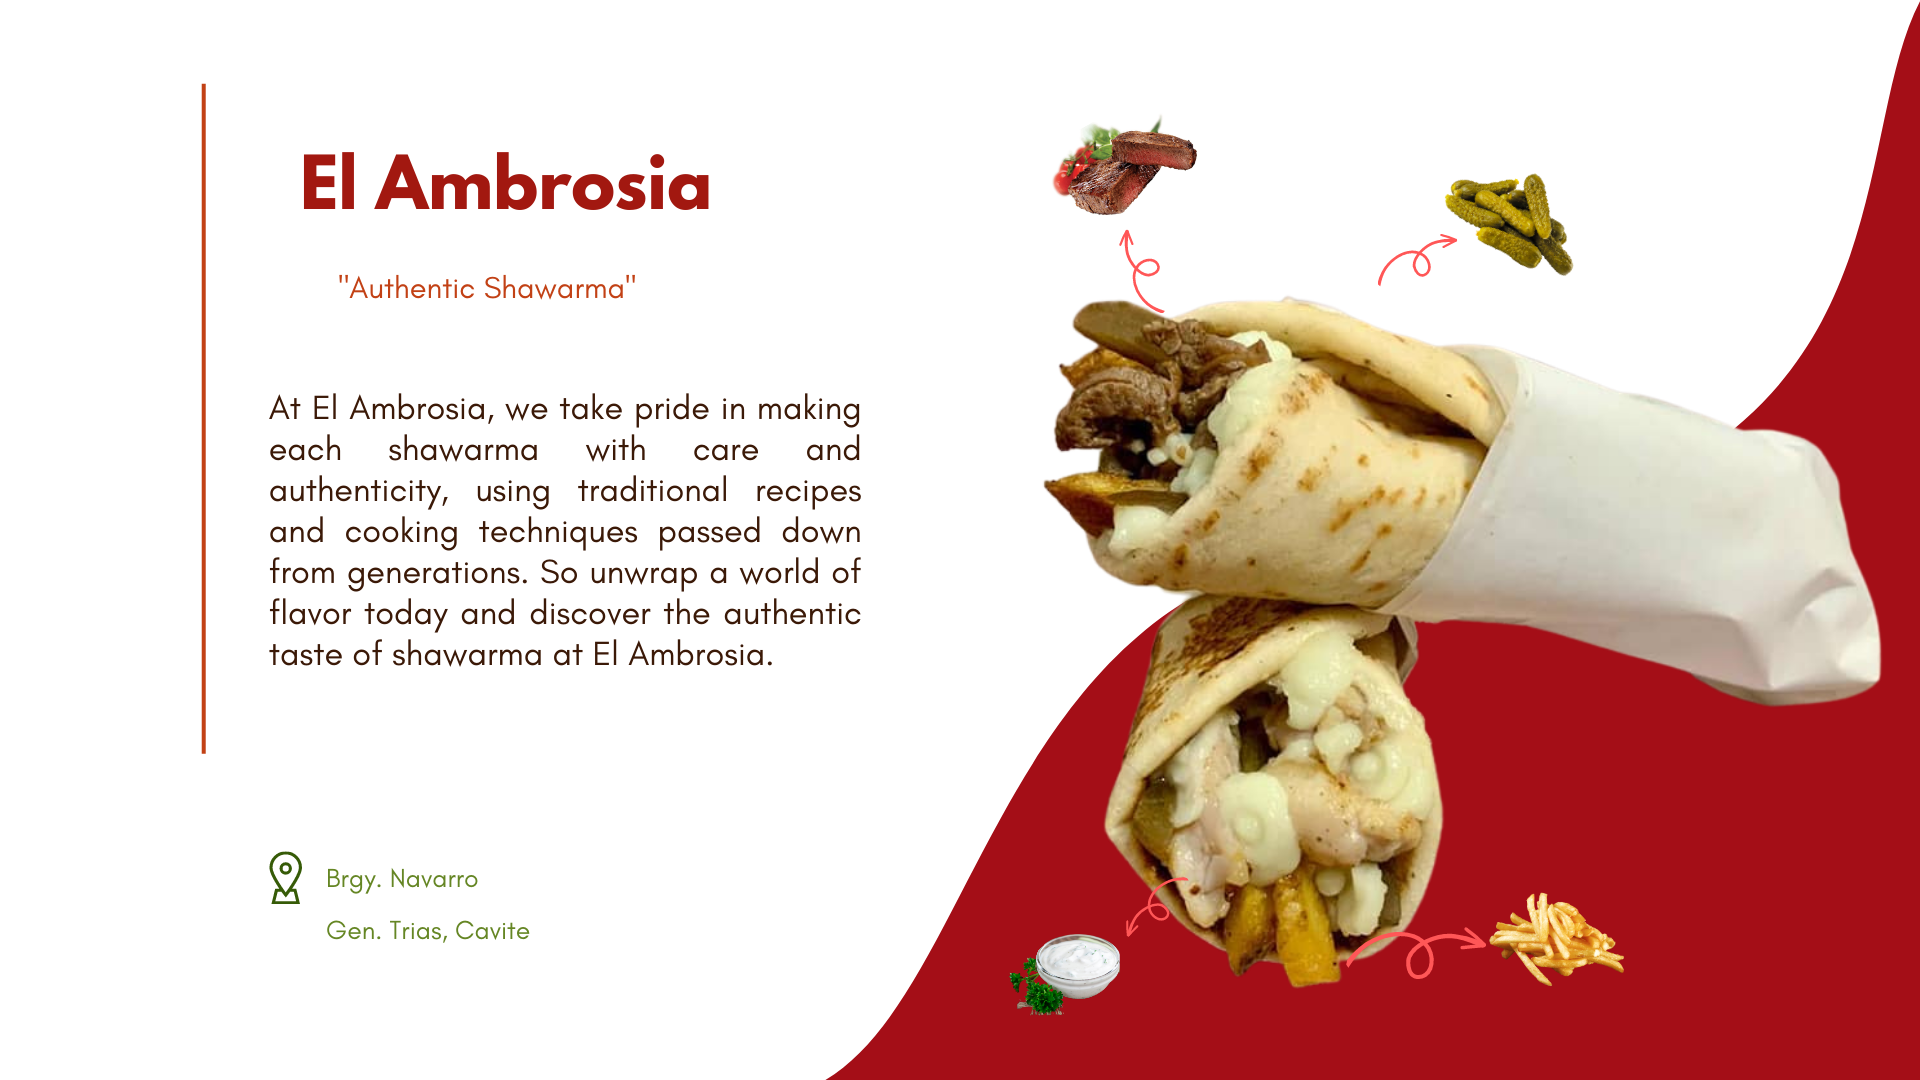 El Ambrosia
"Authentic Shawarma"
At El Ambrosia, we take pride in making
each shawarma with care and
authenticity, using traditional recipes
and cooking techniques passed down
from generations. So unwrap a world of
flavor today and discover the authentic
taste of shawarma at El Ambrosia.
Brgy. Navarro
Gen. Trias, Cavite